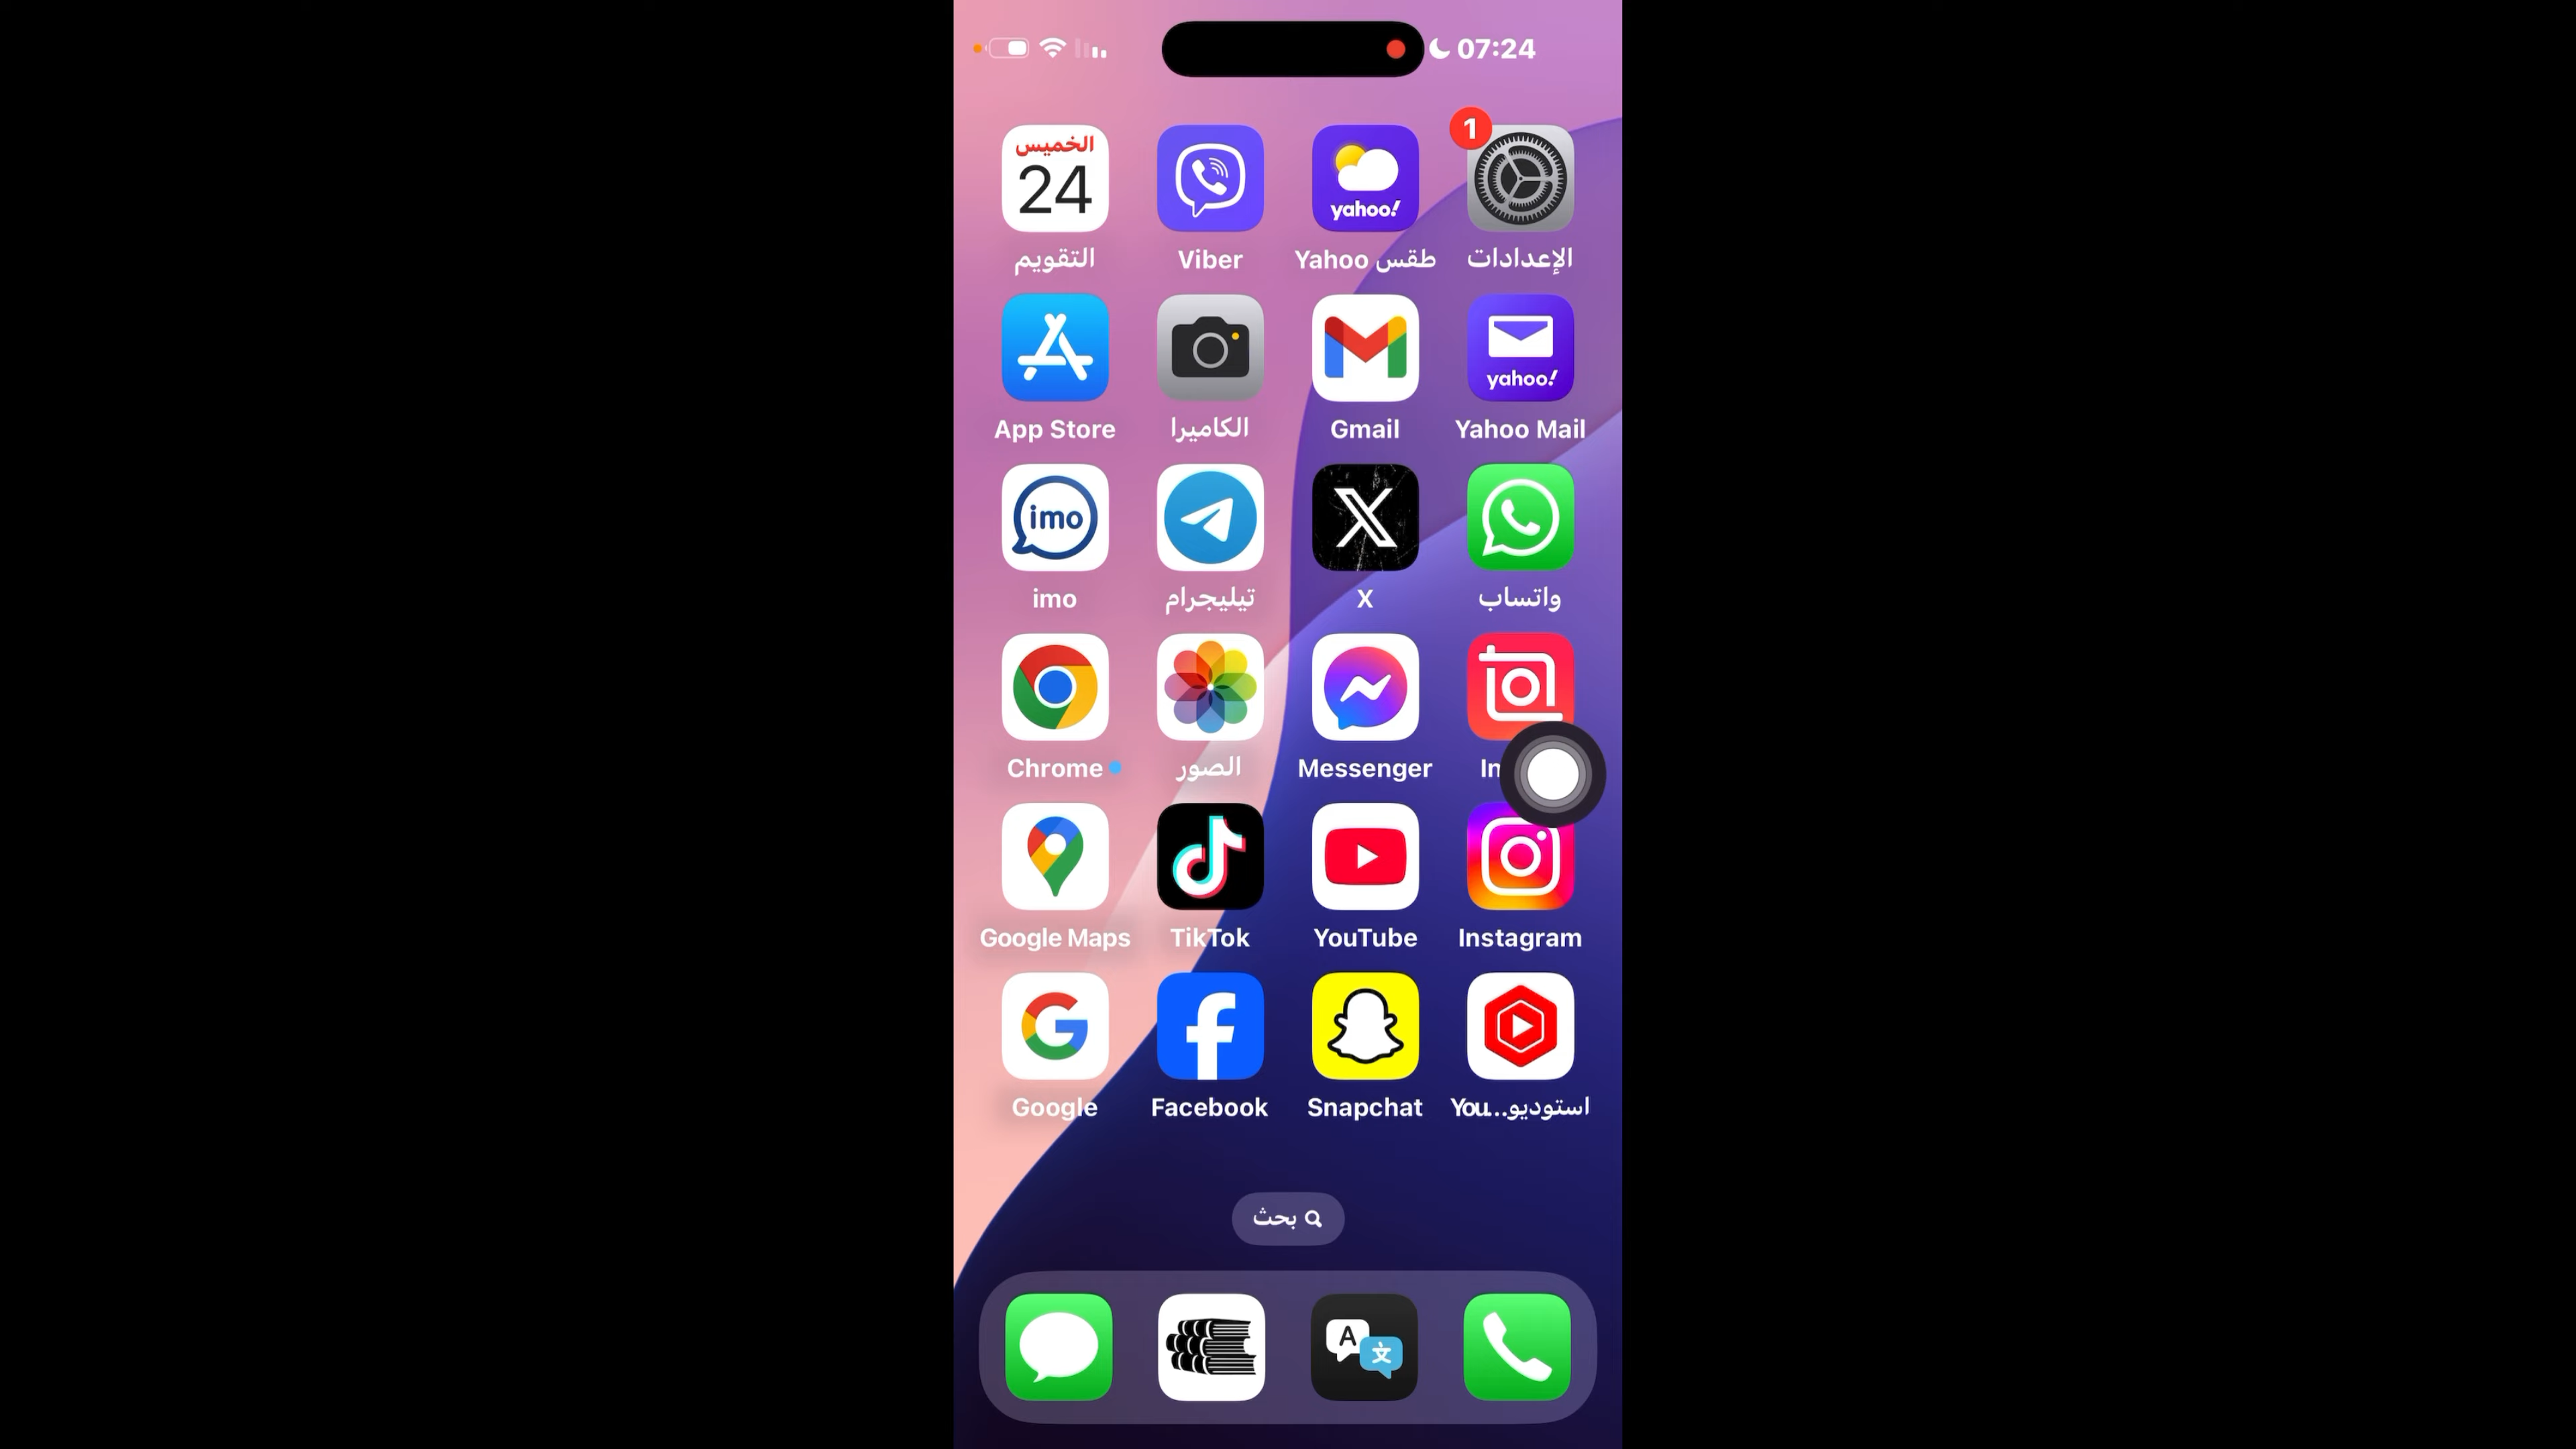 07:24
1
الخميس
24
yahoo!
الإعدادات
طقس Yahoo
Viber
التقويم
yahoo!
Yahoo Mail
Gmail
الكاميرا
App Store
imo
واتساب
X
تيليجرام
imo
In
Messenger
الصور
Chrome
Instagram
YouTube
TikTok
Google Maps
استوديو...You
Snapchat
Facebook
Google
بحث
A
文